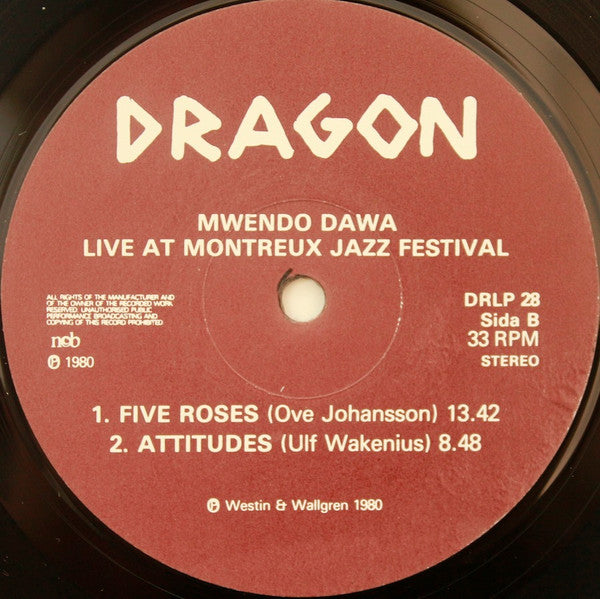 DRAGON
MWENDO DAWA
LIVE AT MONTREUX JAZZ FESTIVAL
ALL RIGHTS OF THE MANUFACTURER AND
OF THE OWNER OF THE RECORDED WORK
RESERVED. UNAUTHORISED PUBLIC
PERFORMANCE BROADCASTING AND
COPYING OF THIS RECORD PROHIBITED
ncb
℗ 1980
DRLP 28
Sida B
33 RPM
STEREO
1. FIVE ROSES (Ove Johansson) 13.42
2. ATTITUDES (Ulf Wakenius) 8.48
℗ Westin & Wallgren 1980